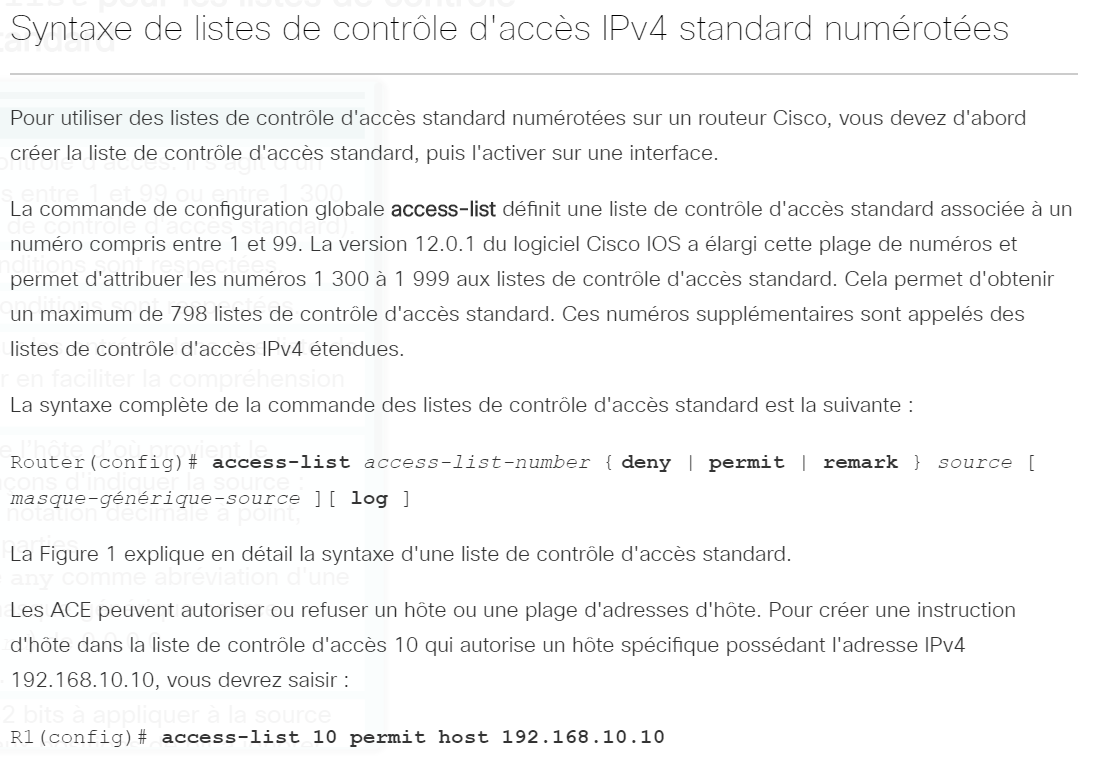 Syntaxe de listes de contrôle d'accès IPv4 standard numérotées
Pour utiliser des listes de contrôle d'accès standard numérotées sur un routeur Cisco, vous devez d'abord
créer la liste de contrôle d'accès standard, puis l'activer sur une interface.
La commande de configuration globale access-list définit une liste de contrôle d'accès standard associée à un
numéro compris entre 1 et 99. La version 12.0.1 du logiciel Cisco IOS a élargi cette plage de numéros et
permet d'attribuer les numéros 1 300 à 1 999 aux listes de contrôle d'accès standard. Cela permet d'obtenir
un maximum de 798 listes de contrôle d'accès standard. Ces numéros supplémentaires sont appelés des
listes de contrôle d'accès IPv4 étendues.
La syntaxe complète de la commande des listes de contrôle d'accès standard est la suivante :
Router(config)# access-list access-list-number { deny | permit | remark } source [
masque-générique-source ][ log ]
La Figure 1 explique en détail la syntaxe d'une liste de contrôle d'accès standard.
Les ACE peuvent autoriser ou refuser un hôte ou une plage d'adresses d'hôte. Pour créer une instruction
d'hôte dans la liste de contrôle d'accès 10 qui autorise un hôte spécifique possédant l'adresse IPv4
192.168.10.10, vous devrez saisir :
R1(config)# access-list 10 permit host 192.168.10.10